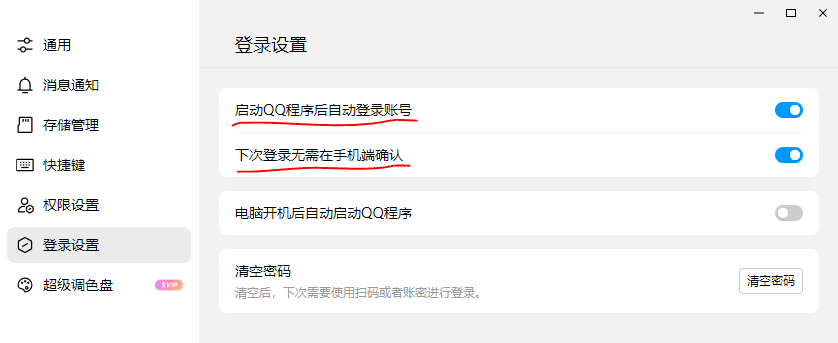 登录设置
通用
消息通知
存储管理
快捷键
权限设置
登录设置
超级调色盘 SVIP
启动QQ程序后自动登录账号
下次登录无需在手机端确认
电脑开机后自动启动QQ程序
清空密码
清空后，下次需要使用扫码或者账密进行登录。
清空密码